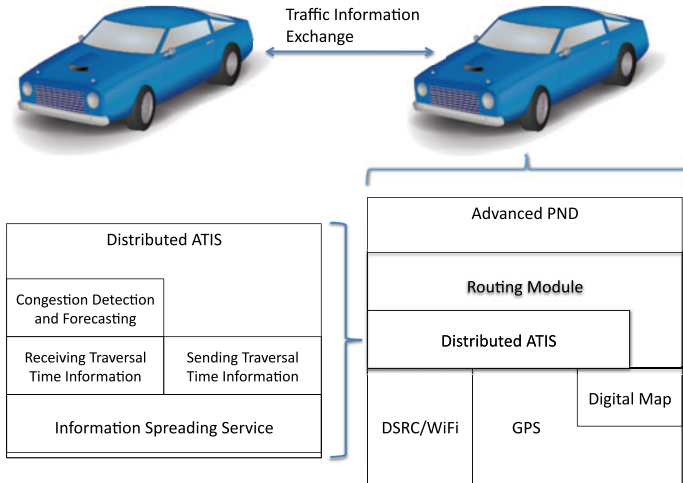 Traffic Information
Exchange
Advanced PND
Distributed ATIS
Routing Module
Congestion Detection
and Forecasting
Distributed ATIS
Receiving Traversal
Time Information
Sending Traversal
Time Information
Digital Map
Information Spreading Service
DSRC/WiFi
GPS